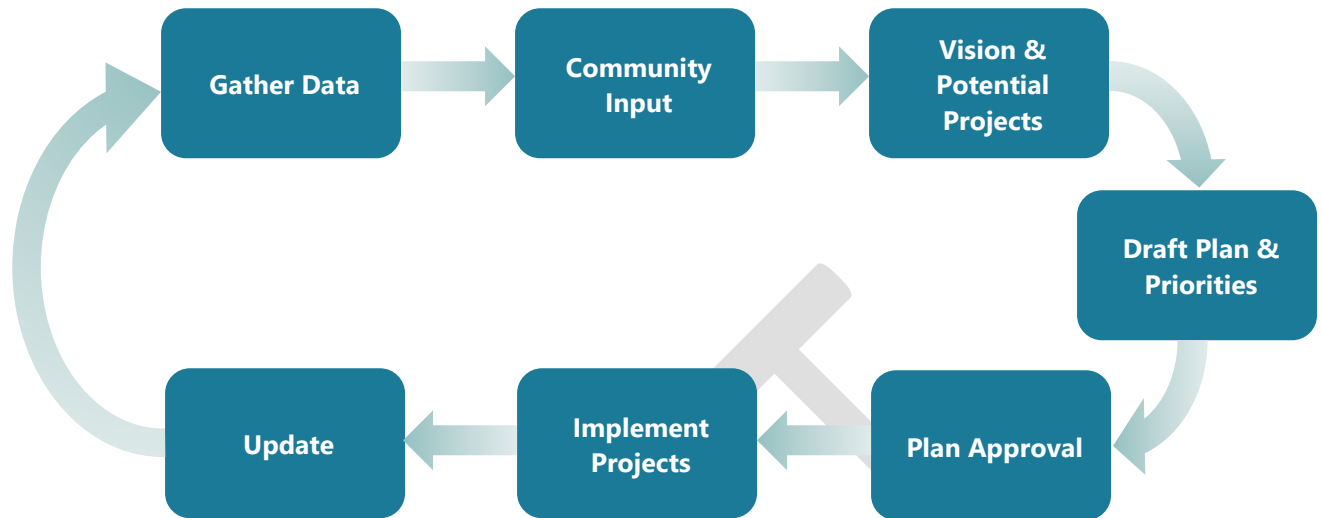 Gather Data
Community
Input
Vision &
Potential
Projects
Draft Plan &
Priorities
Plan Approval
Implement
Projects
Update